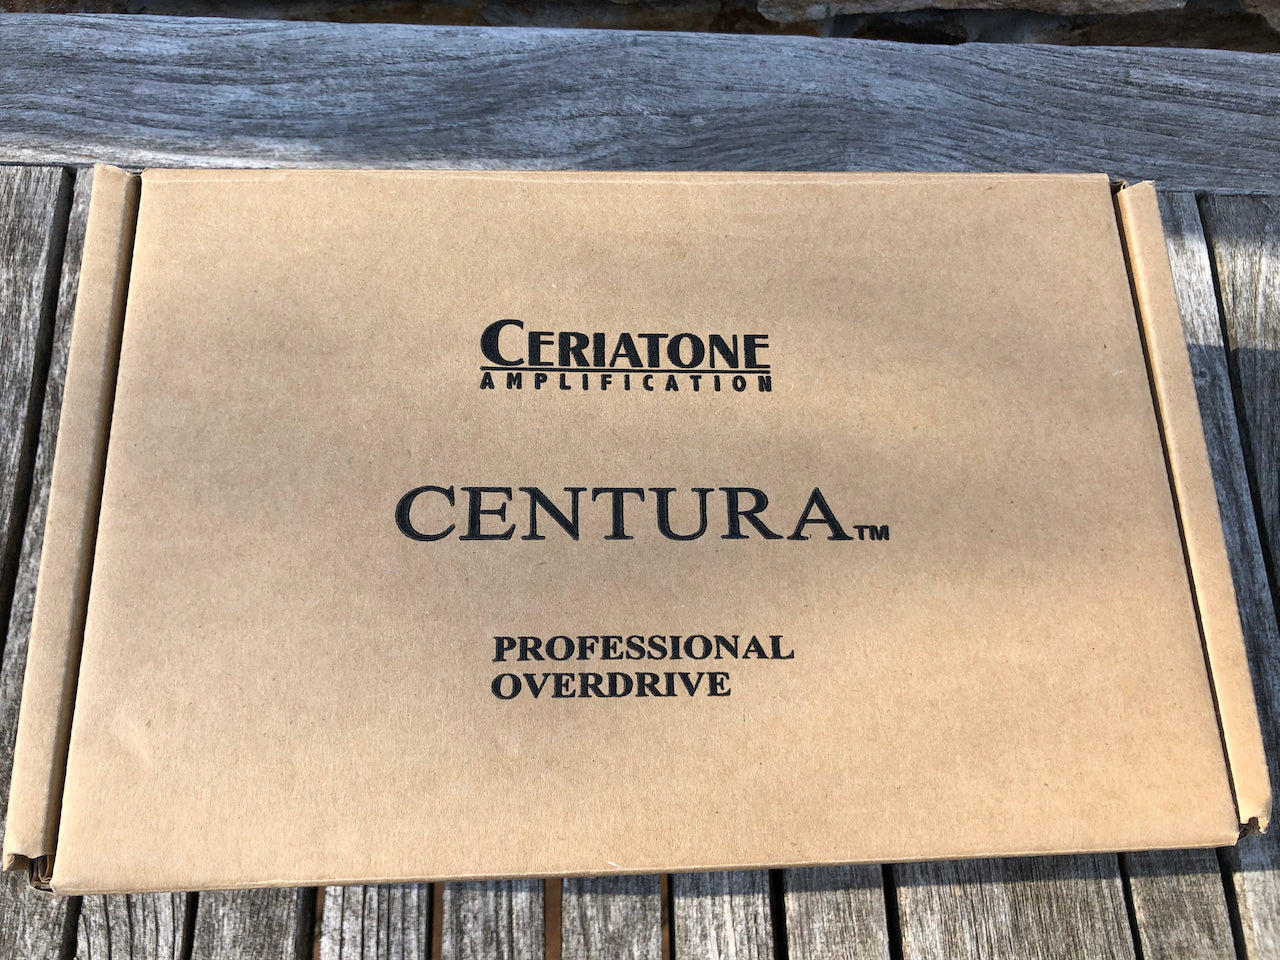 CERIATONE
AMPLIFICATION
CENTURA™
PROFESSIONAL
OVERDRIVE